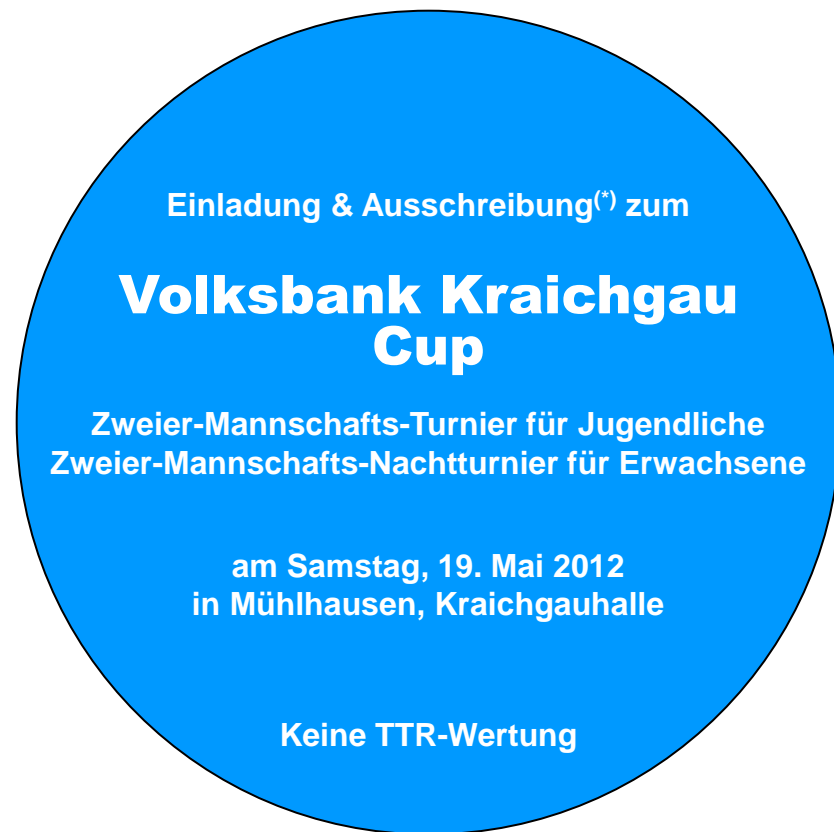 Einladung & Ausschreibung(*) zum
Volksbank Kraichgau
Cup
Zweier-Mannschafts-Turnier für Jugendliche
Zweier-Mannschafts-Nachtturnier für Erwachsene
am Samstag, 19. Mai 2012
in Mühlhausen, Kraichgauhalle
Keine TTR-Wertung